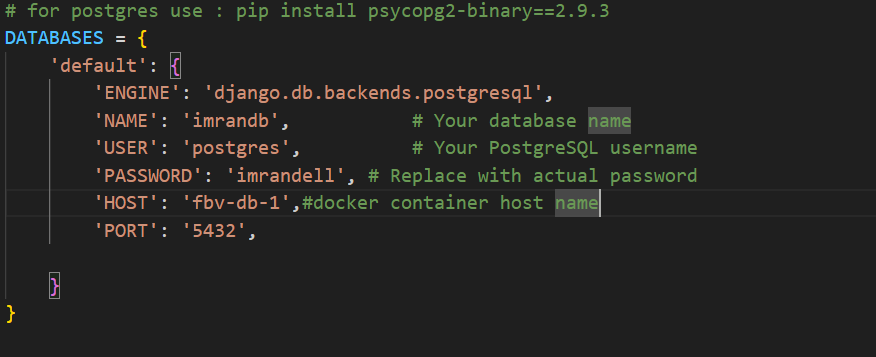 # for postgres use : pip install psycopg2-binary==2.9.3
DATABASES = {
    'default': {
        'ENGINE': 'django.db.backends.postgresql',
        'NAME': 'imrandb',           # Your database name
        'USER': 'postgres',          # Your PostgreSQL username
        'PASSWORD': 'imrandell', # Replace with actual password
        'HOST': 'fbv-db-1',#docker container host name
        'PORT': '5432',
    }
}